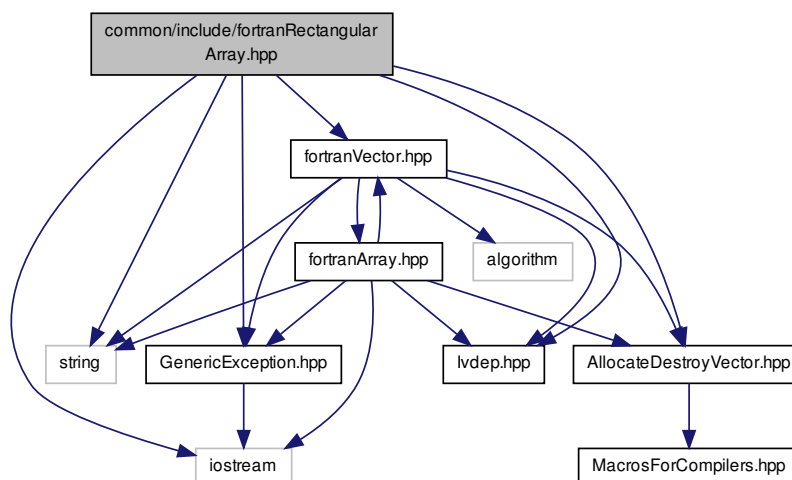 common/include/fortranRectangular
Array.hpp
fortranVector.hpp
fortranArray.hpp
algorithm
string
GenericException.hpp
lvdep.hpp
AllocateDestroyVector.hpp
iostream
MacrosForCompilers.hpp